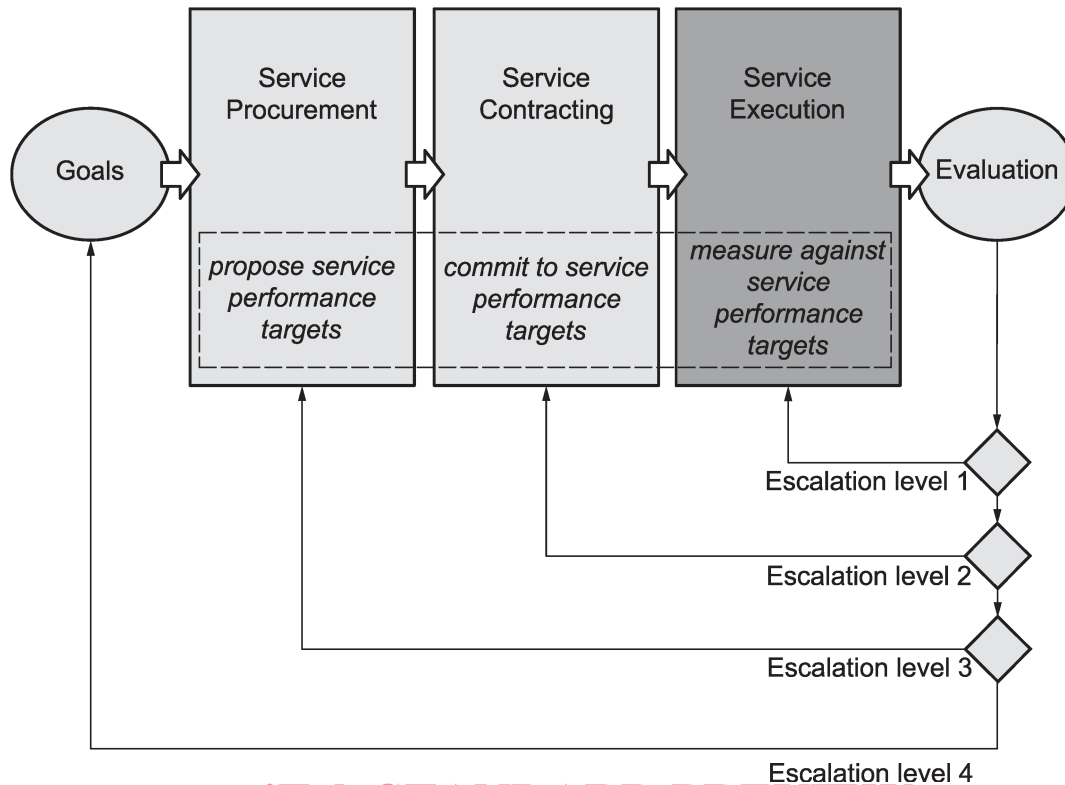 Service
Procurement
Service
Contracting
Service
Execution
Goals
Evaluation
propose service
performance
targets
commit to service
performance
targets
measure against
service
performance
targets
Escalation level 1
Escalation level 2
Escalation level 3
Escalation level 4